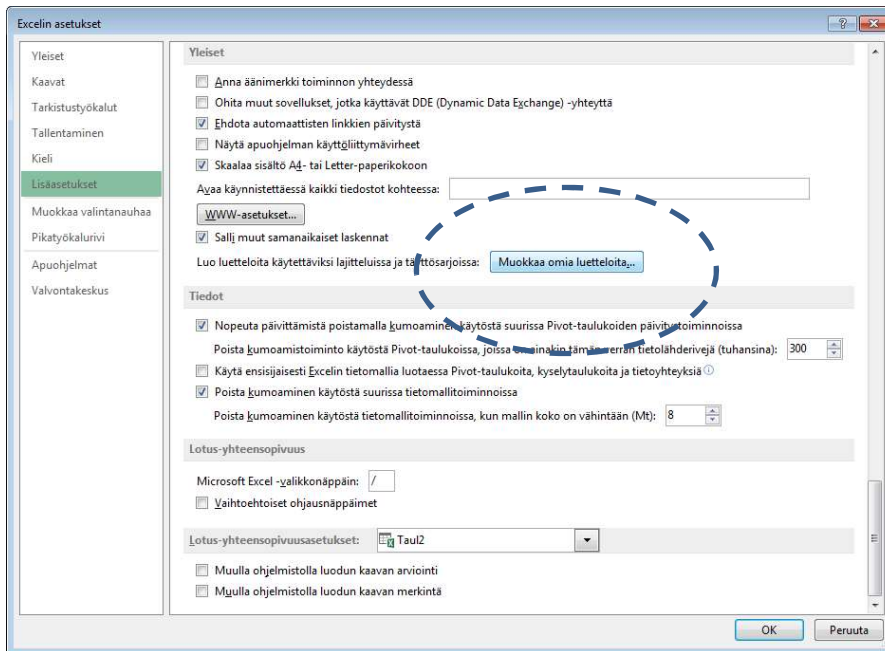 Excelin asetukset
Yleiset
Kaavat
Tarkistustyökalut
Tallentaminen
Kieli
Lisäasetukset
Muokkaa valintanauhaa
Pikatyökalurivi
Apuohjelmat
Valvontakeskus
Yleiset
Anna äänimerkki toiminnon yhteydessä
Ohita muut sovellukset, jotka käyttävät DDE (Dynamic Data Exchange) -yhteyttä
Ehdota automaattisten linkkien päivitystä
Näytä apuohjelman käyttöliittymävirheet
Skaalaa sisältö A4- tai Letter-paperikokoon
Avaa käynnistettäessä kaikki tiedostot kohteessa:
WWW-asetukset...
Salli muut samanaikaiset laskennat
Luo luetteloita käytettäviksi lajitteluissa ja täyttösarjoissa: Muokkaa omia luetteloita...
Tiedot
Nopeuta päivittämistä poistamalla kumoaminen käytöstä suurissa Pivot-taulukoiden päivitystoiminnoissa
Poista kumoamistoiminto käytöstä Pivot-taulukoissa, joissa on ainakin tämän verran tietolähderivejä (tuhansina): 300
Käytä ensisijaisesti Excelin tietomallia luotaessa Pivot-taulukoita, kyselytaulukoita ja tietoyhteyksiä
Poista kumoaminen käytöstä suurissa tietomallitoiminnoissa
Poista kumoaminen käytöstä tietomallitoiminnoissa, kun mallin koko on vähintään (Mt): 8
Lotus-yhteensopivuus
Microsoft Excel -valikkonäppäin: /
Vaihtoehtoiset ohjausnäppäimet
Lotus-yhteensopivuusasetukset: Taul2
Muulla ohjelmistolla luodun kaavan arviointi
Muulla ohjelmistolla luodun kaavan merkintä
OK Peruuta